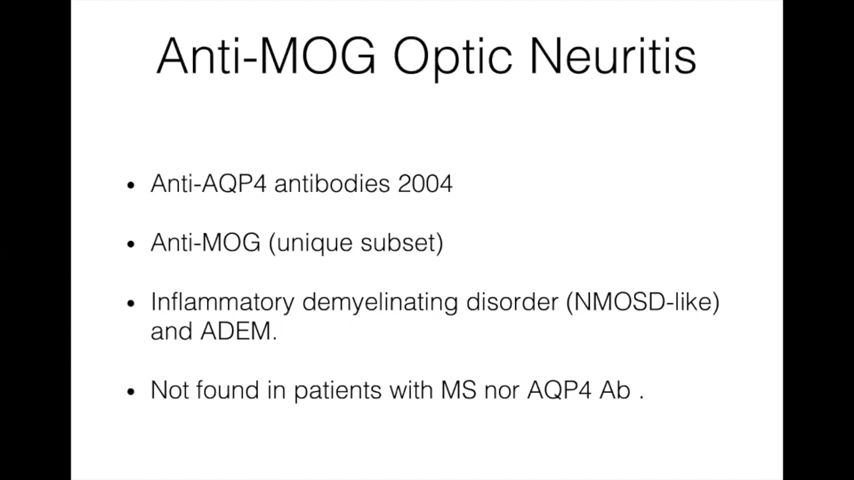 Anti-MOG Optic Neuritis
• Anti-AQP4 antibodies 2004
• Anti-MOG (unique subset)
• Inflammatory demyelinating disorder (NMOSD-like)
and ADEM.
• Not found in patients with MS nor AQP4 Ab .